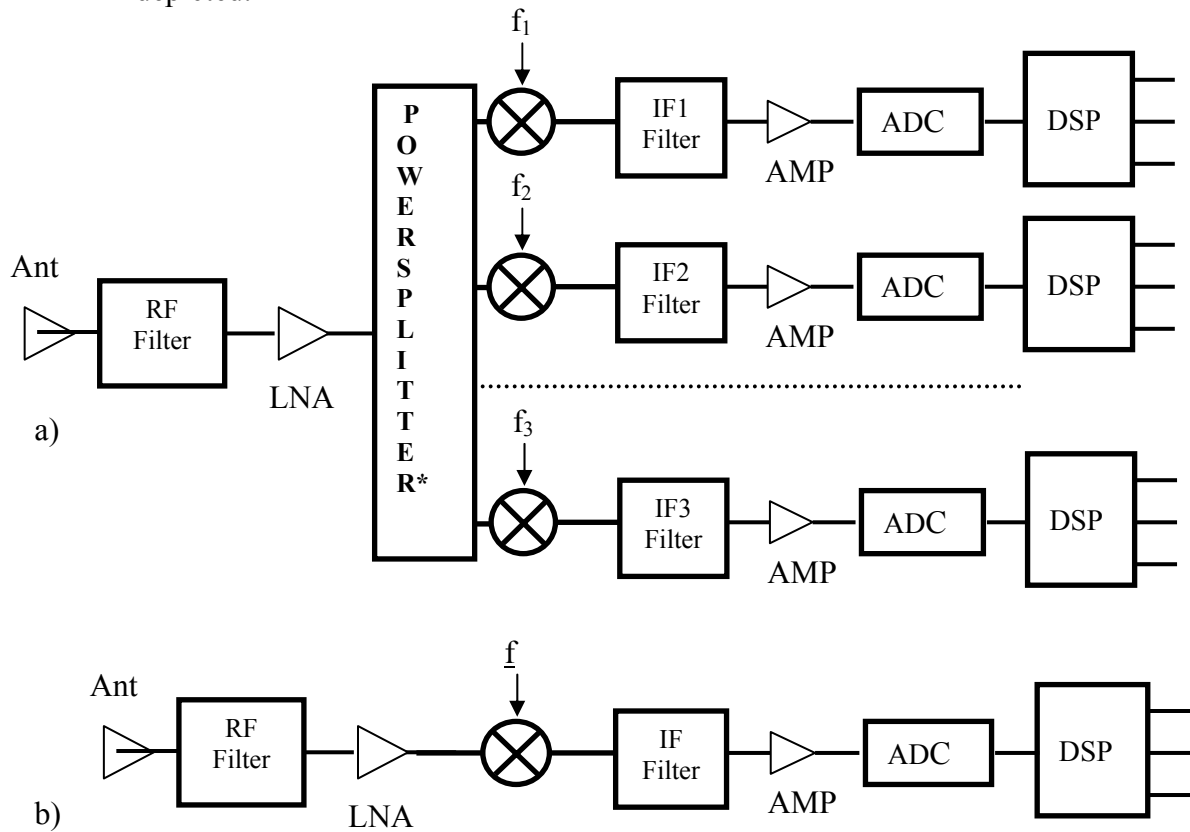 f₁
IF1
Filter
AMP
ADC
DSP
f₂
IF2
Filter
AMP
ADC
DSP
Ant
RF
Filter
LNA
POWERSPLITTER*
a)
f₃
IF3
Filter
AMP
ADC
DSP
f
Ant
RF
Filter
LNA
IF
Filter
AMP
ADC
DSP
b)